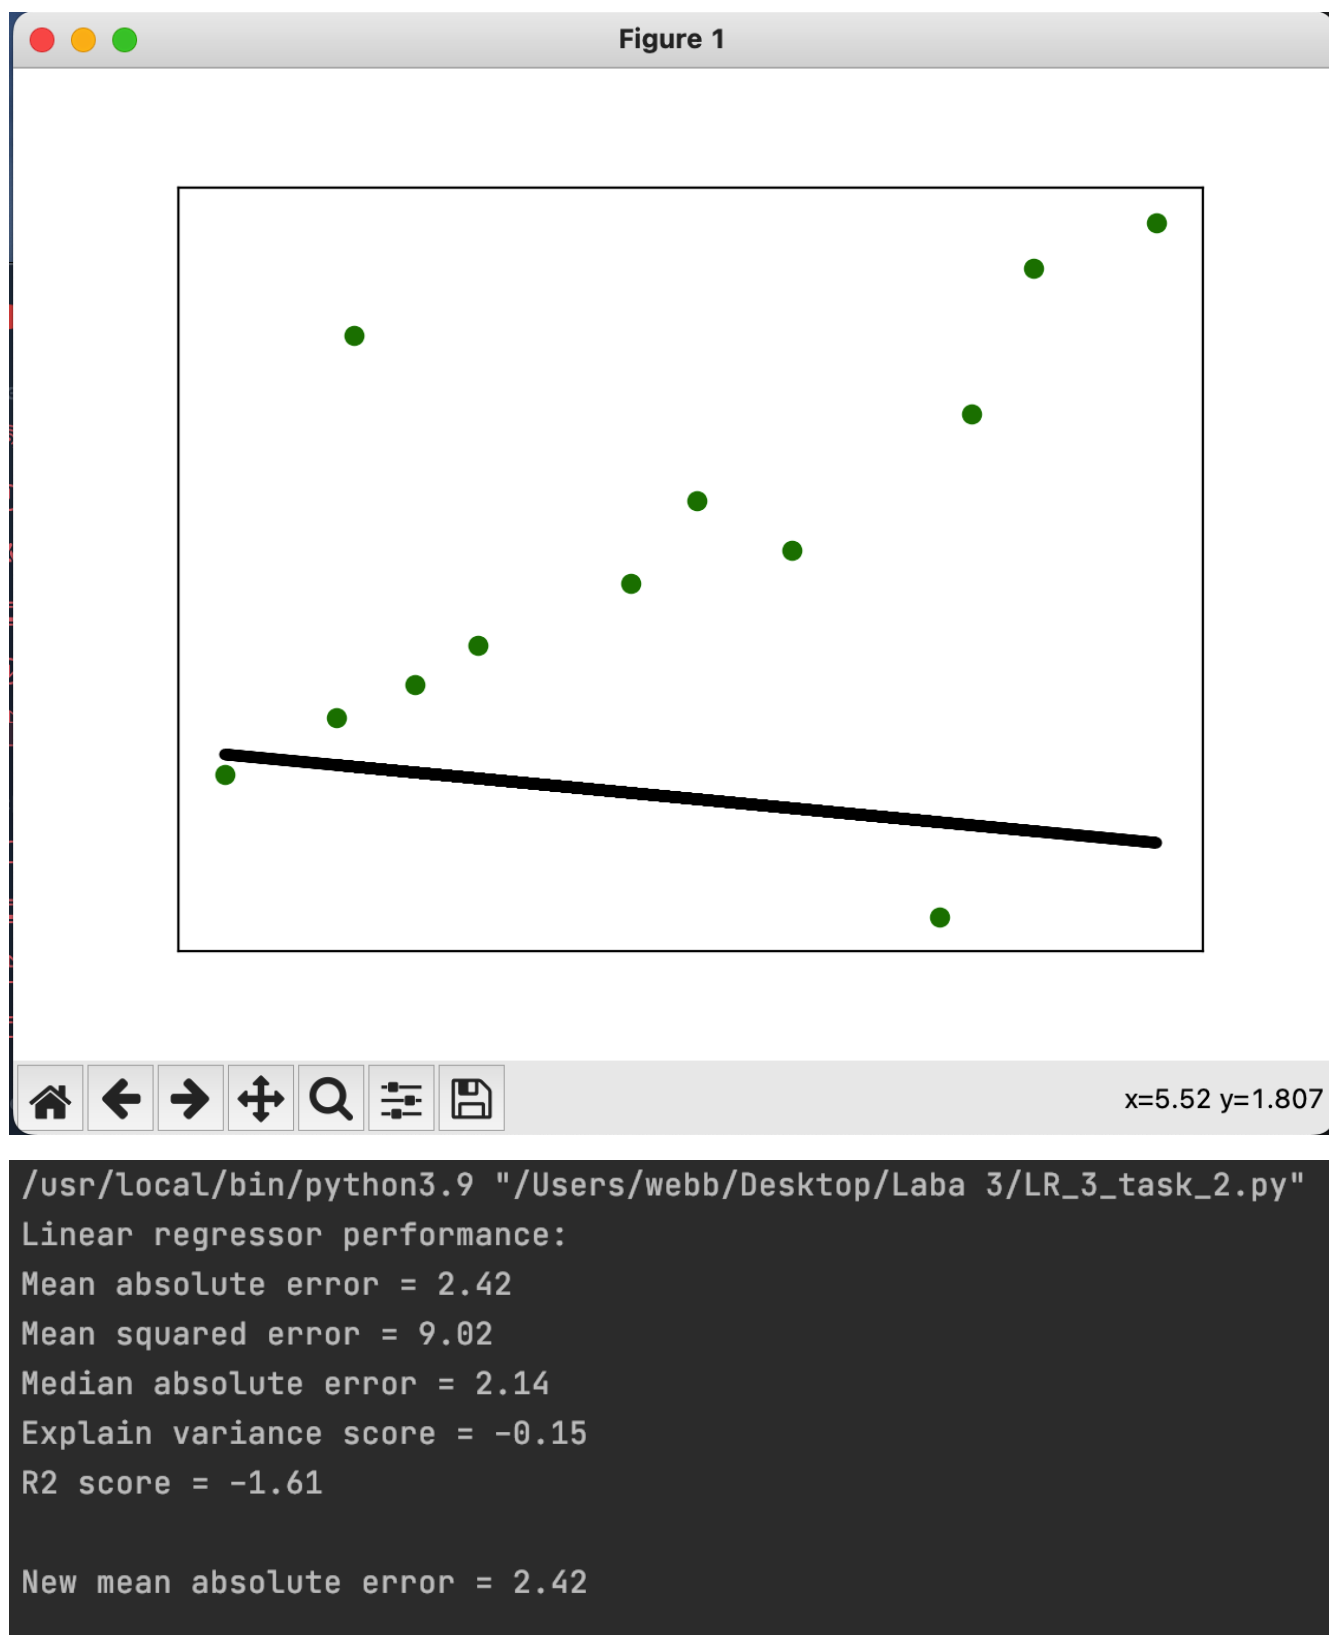 Figure 1
x=5.52 y=1.807
/usr/local/bin/python3.9 "/Users/webb/Desktop/Laba 3/LR_3_task_2.py"
Linear regressor performance:
Mean absolute error = 2.42
Mean squared error = 9.02
Median absolute error = 2.14
Explain variance score = -0.15
R2 score = -1.61
New mean absolute error = 2.42